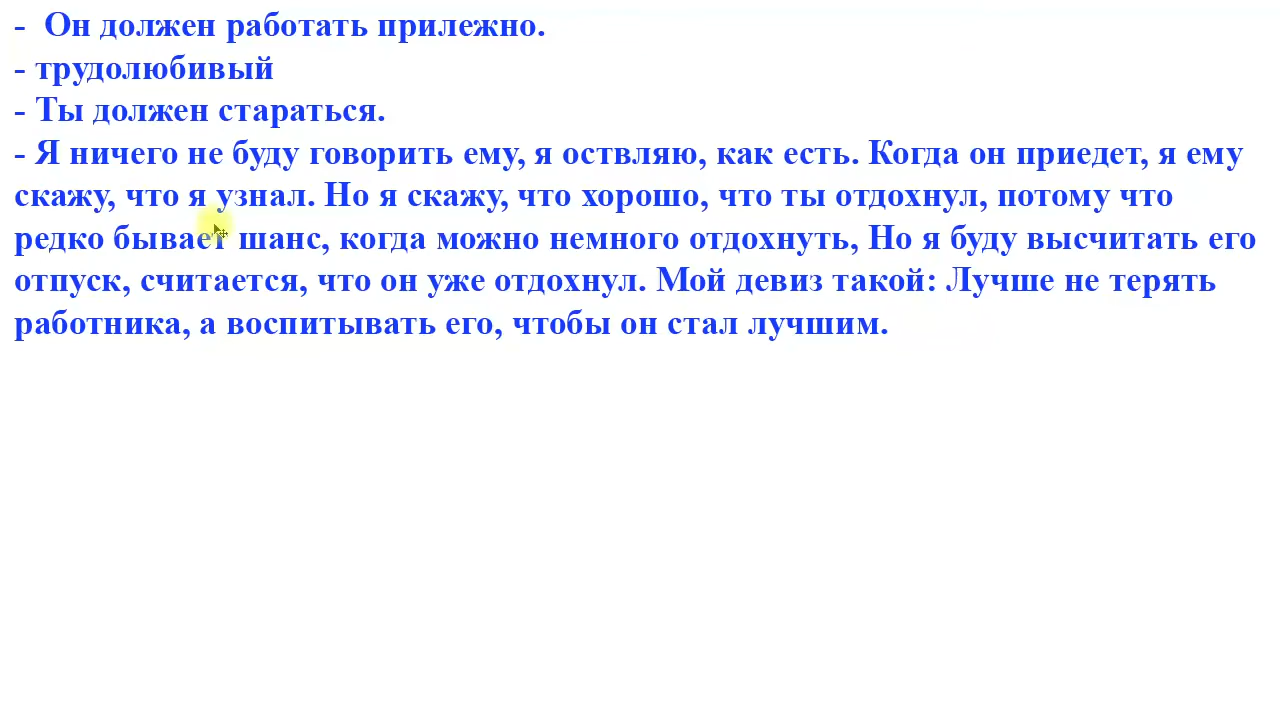 -  Он должен работать прилежно.
- трудолюбивый
- Ты должен стараться.
- Я ничего не буду говорить ему, я оствляю, как есть. Когда он приедет, я ему
скажу, что я узнал. Но я скажу, что хорошо, что ты отдохнул, потому что
редко бывает шанс, когда можно немного отдохнуть, Но я буду высчитать его
отпуск, считается, что он уже отдохнул. Мой девиз такой: Лучше не терять
работника, а воспитывать его, чтобы он стал лучшим.